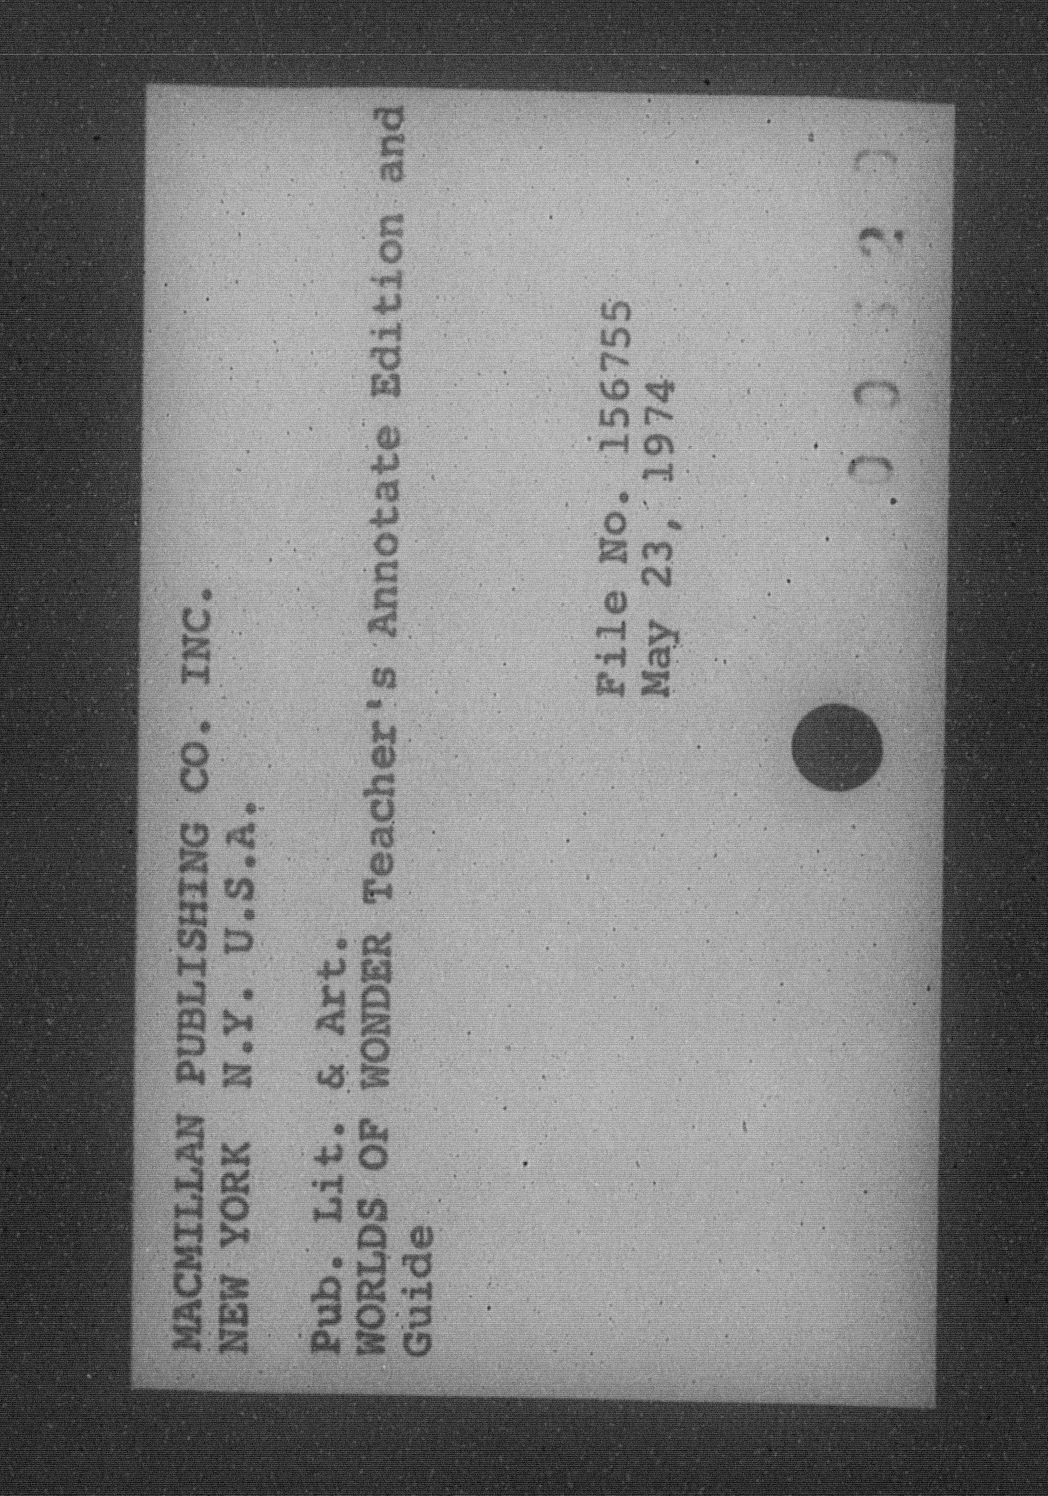 MACMILLAN PUBLISHING CO. INC.
NEW YORK N.Y. U.S.A.
Pub. Lit. & Art.
WORLDS OF WONDER Teacher's Annotate Edition and
Guide
File No. 156755
May 23, 1974